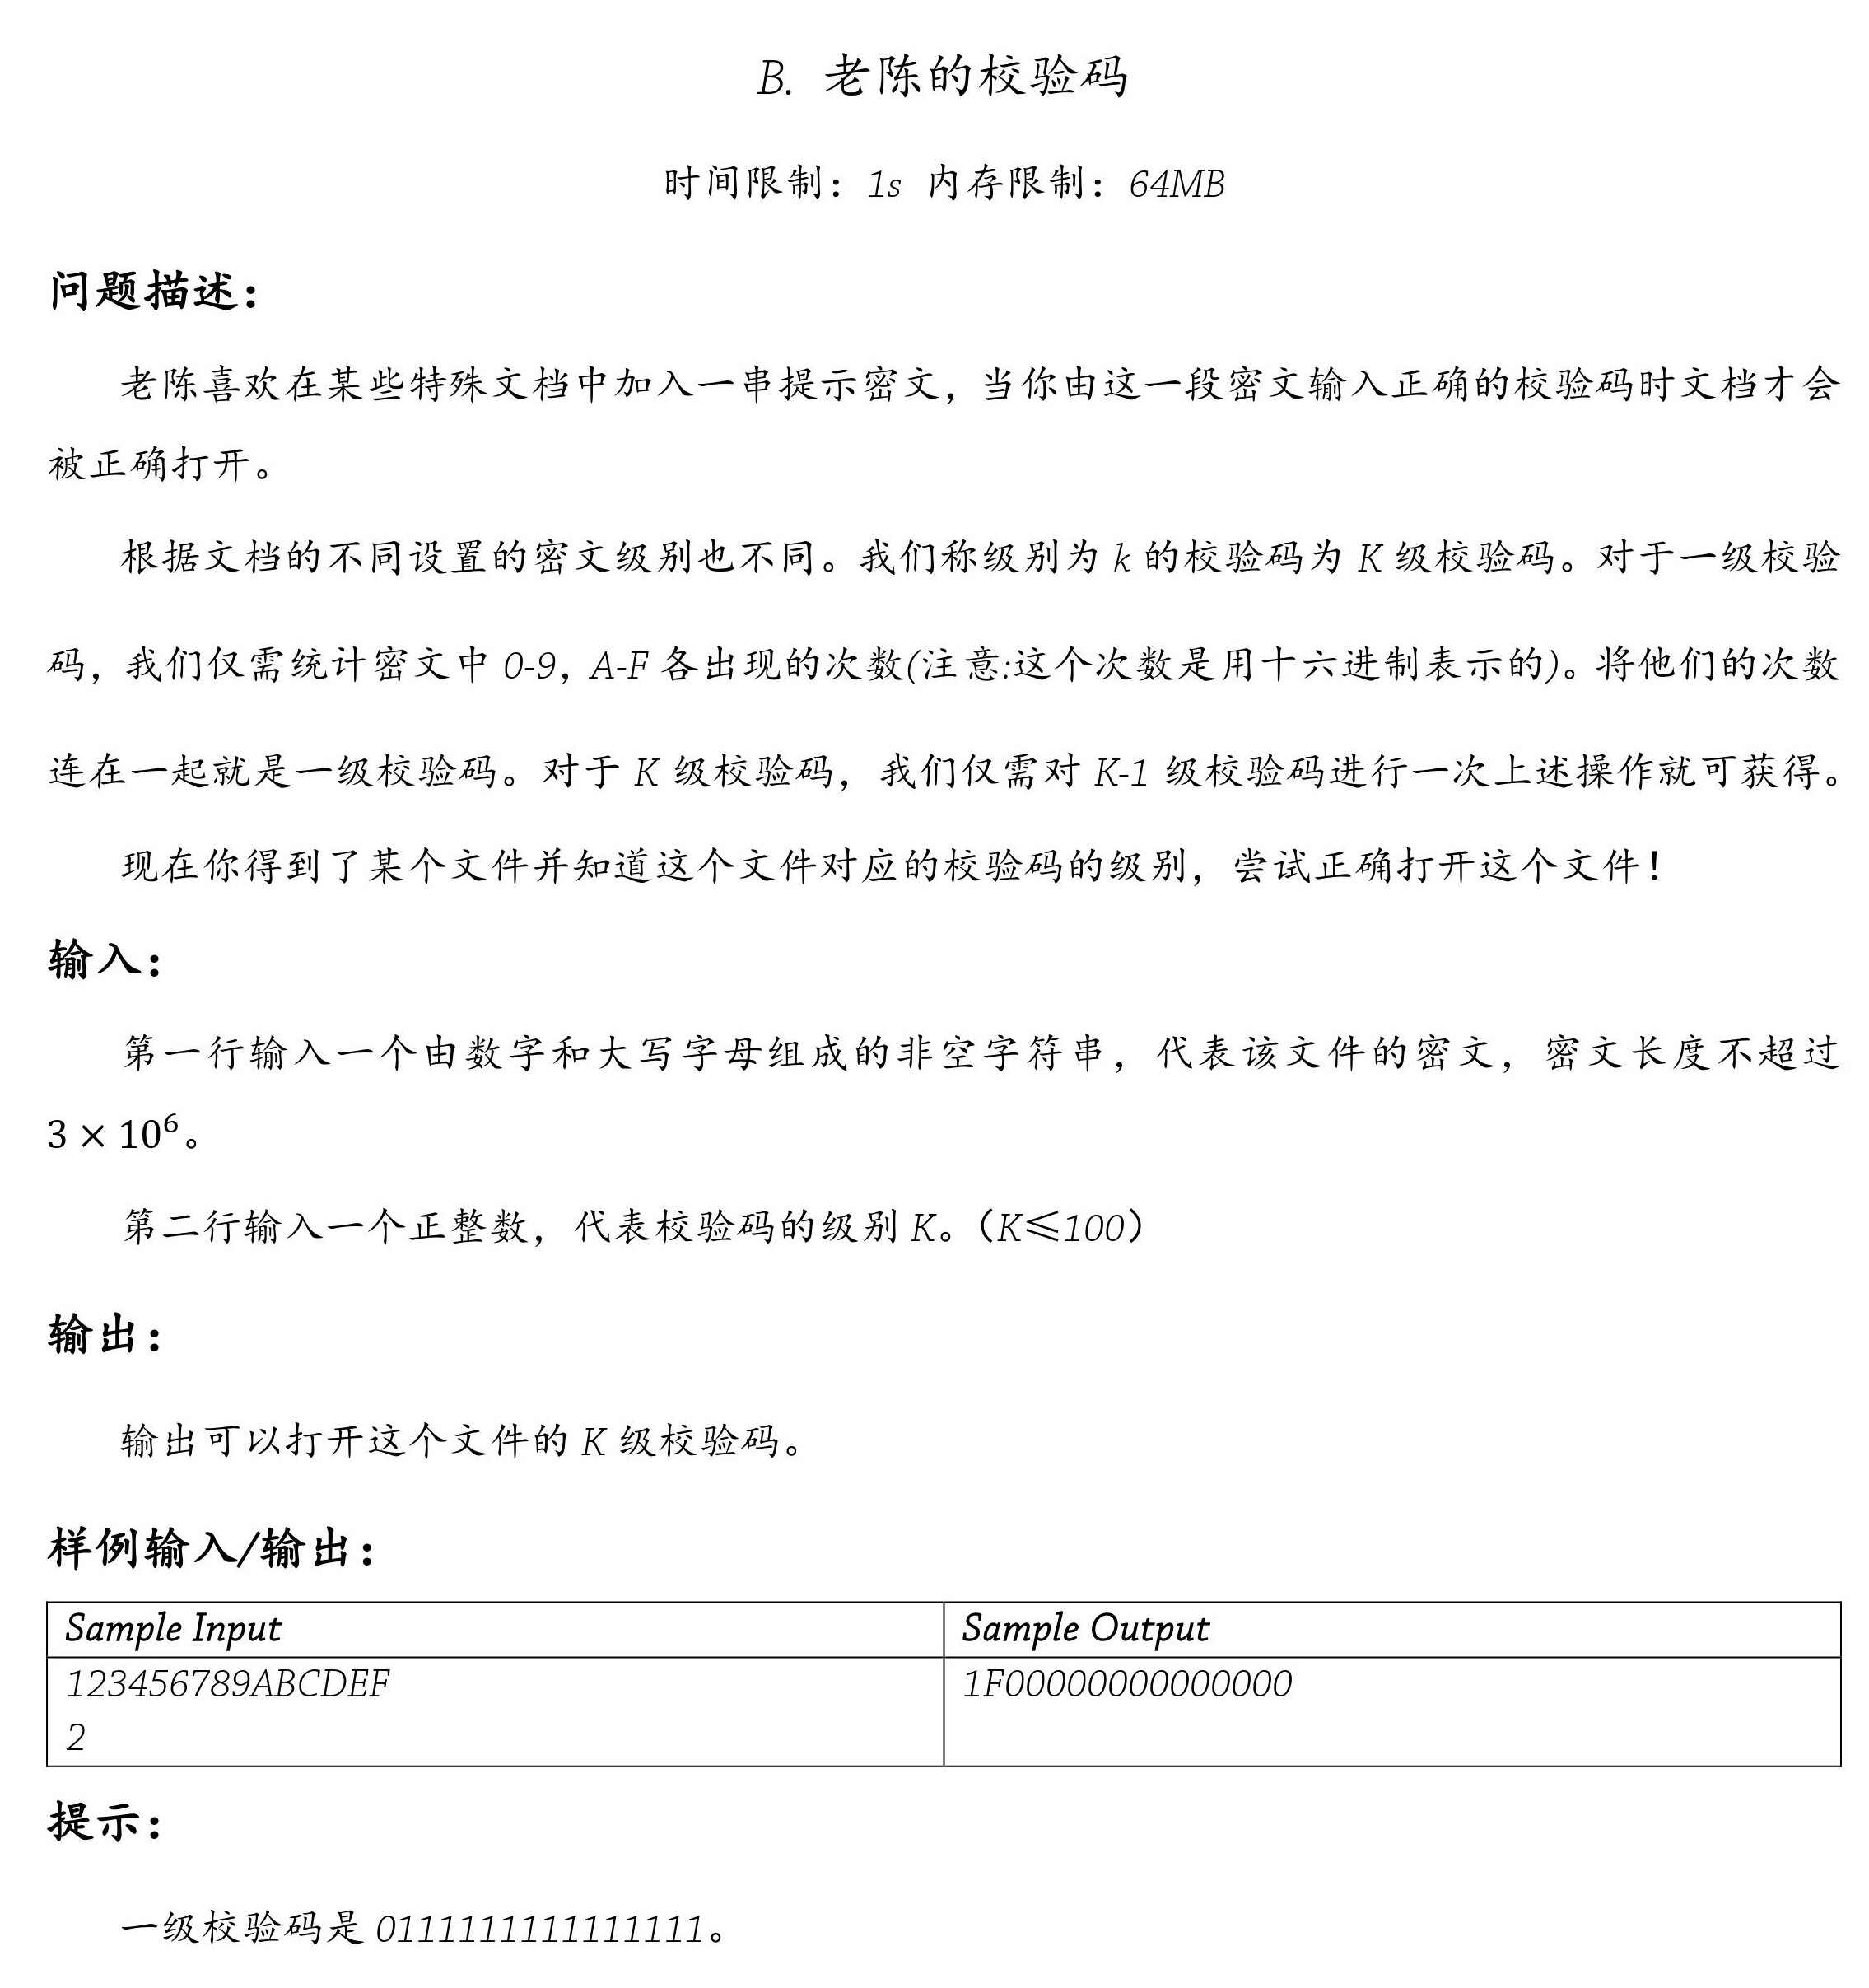 B. 老陈的校验码
时间限制：1s 内存限制：64MB
问题描述：
老陈喜欢在某些特殊文档中加入一串提示密文，当你由这一段密文输入正确的校验码时文档才会
被正确打开。
根据文档的不同设置的密文级别也不同。我们称级别为 k 的校验码为 K 级校验码。对于一级校验
码，我们仅需统计密文中 0-9，A-F 各出现的次数(注意:这个次数是用十六进制表示的)。将他们的次数
连在一起就是一级校验码。对于 K 级校验码，我们仅需对 K-1 级校验码进行一次上述操作就可获得。
现在你得到了某个文件并知道这个文件对应的校验码的级别，尝试正确打开这个文件！
输入：
第一行输入一个由数字和大写字母组成的非空字符串，代表该文件的密文，密文长度不超过
3 × 10⁶。
第二行输入一个正整数，代表校验码的级别 K。（K≤100）
输出：
输出可以打开这个文件的 K 级校验码。
样例输入/输出：
Sample Input Sample Output
123456789ABCDEF 1F00000000000000
2
提示：
一级校验码是 0111111111111111。